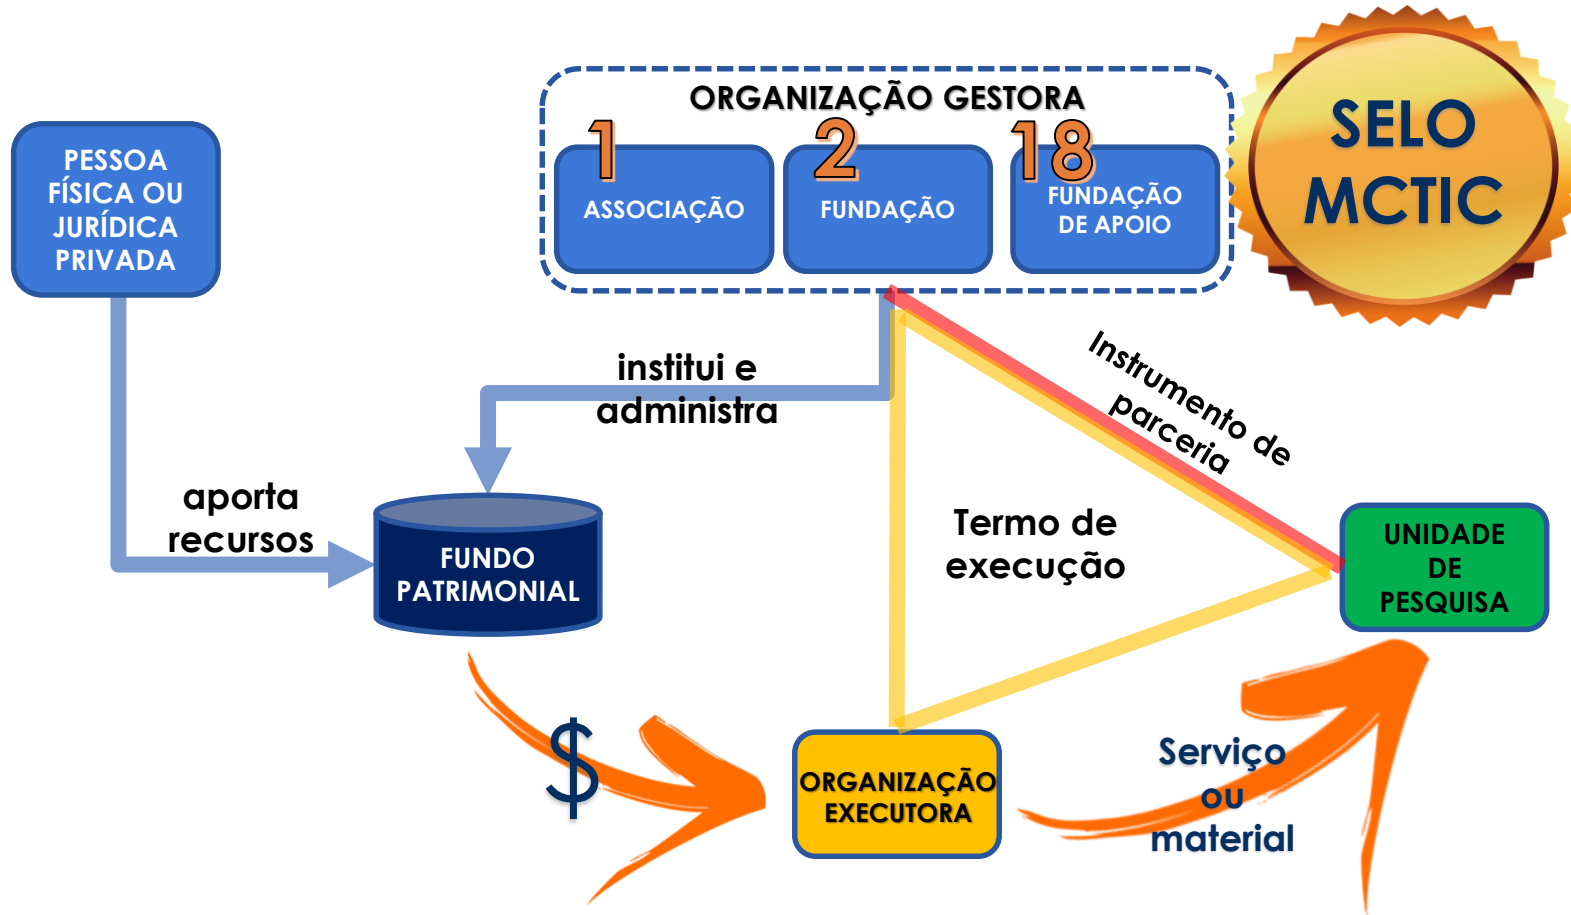 ORGANIZAÇÃO GESTORA
1
2
18
ASSOCIAÇÃO
FUNDAÇÃO
FUNDAÇÃO
DE APOIO
SELO
MCTIC
PESSOA
FÍSICA OU
JURÍDICA
PRIVADA
institui e
administra
Instrumento de
parceria
aporta
recursos
FUNDO
PATRIMONIAL
Termo de
execução
UNIDADE
DE
PESQUISA
$
ORGANIZAÇÃO
EXECUTORA
Serviço
ou
material